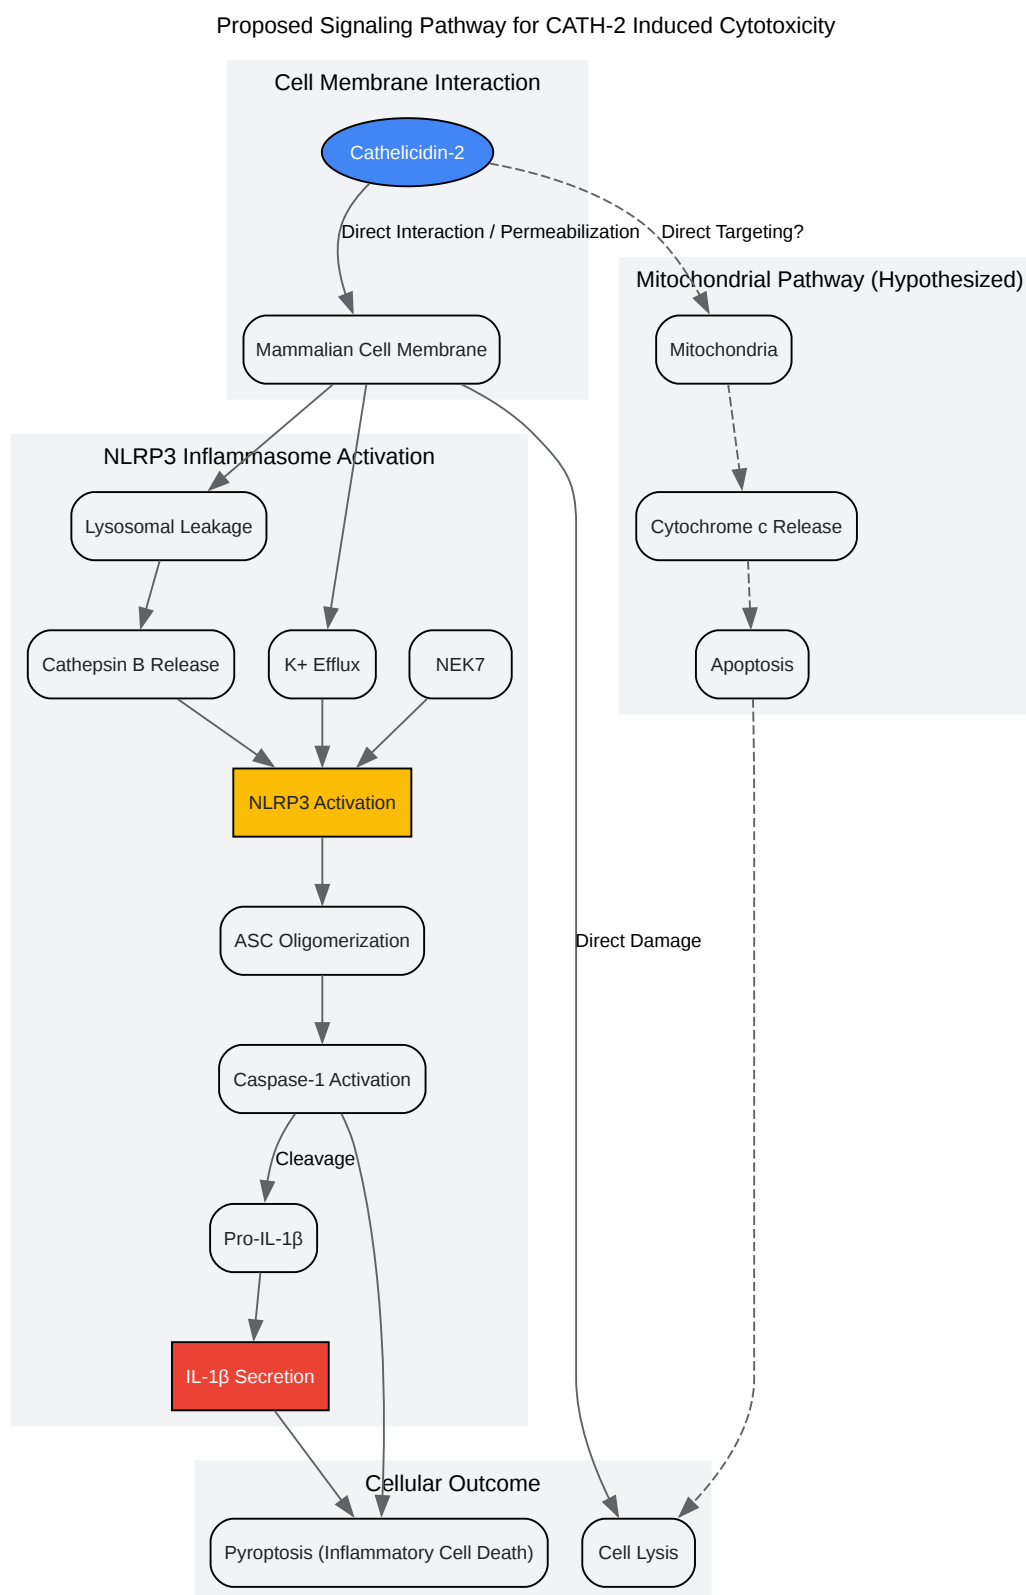 Proposed Signaling Pathway for CATH-2 Induced Cytotoxicity
Cell Membrane Interaction
Cathelicidin-2
Direct Interaction / Permeabilization
Direct Targeting?
Mitochondrial Pathway (Hypothesized)
Mammalian Cell Membrane
Mitochondria
NLRP3 Inflammasome Activation
Lysosomal Leakage
Cytochrome c Release
Cathepsin B Release
K+ Efflux
NEK7
Apoptosis
NLRP3 Activation
ASC Oligomerization
Direct Damage
Caspase-1 Activation
Cleavage
Pro-IL-1β
IL-1β Secretion
Cellular Outcome
Pyroptosis (Inflammatory Cell Death)
Cell Lysis